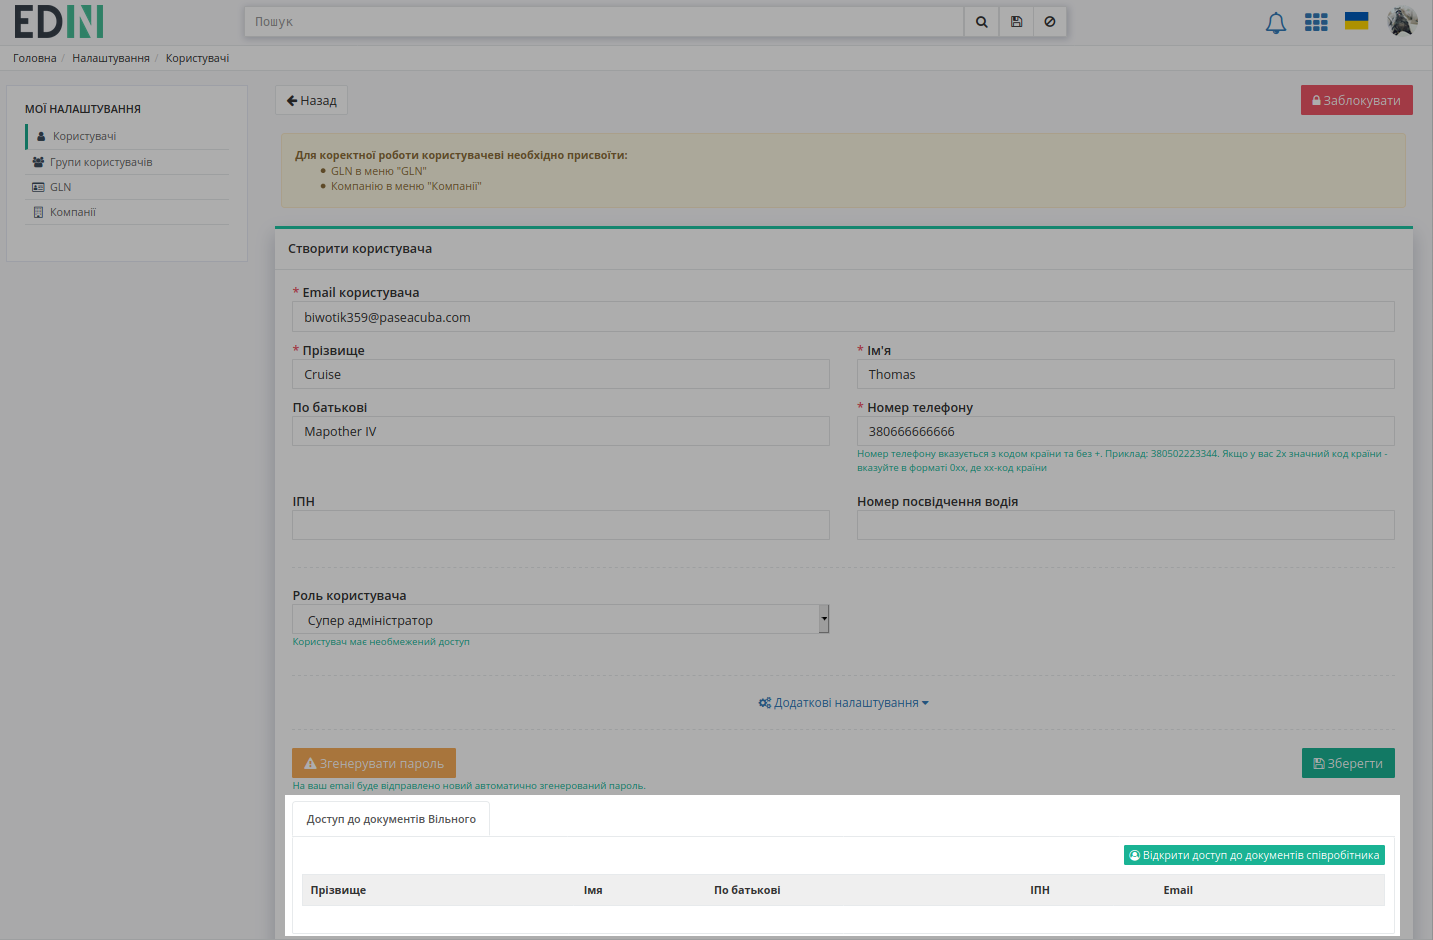 EDIN
Пошук
Головна / Налаштування / Користувачі
МОЇ НАЛАШТУВАННЯ
Користувачі
Групи користувачів
GLN
Компанії
Назад
Заблокувати
Для коректної роботи користувачеві необхідно присвоїти:
GLN в меню "GLN"
Компанію в меню "Компанії"
Створити користувача
* Email користувача
biwotik359@paseacuba.com
* Прізвище
* Ім'я
Cruise
Thomas
По батькові
* Номер телефону
Mapother IV
380666666666
Номер телефону вказується з кодом країни та без +. Приклад: 380502223344. Якщо у вас 2х значний код країни -
вказуйте в форматі 0хх, де хх-код країни
ІПН
Номер посвідчення водія
Роль користувача
Супер адміністратор
Користувач має необмежений доступ
Додаткові налаштування
Згенерувати пароль
Зберегти
На ваш email буде відправлено новий автоматично згенерований пароль.
Доступ до документів Вільного
Відкрити доступ до документів співробітника
Прізвище Імя По батькові ІПН Email